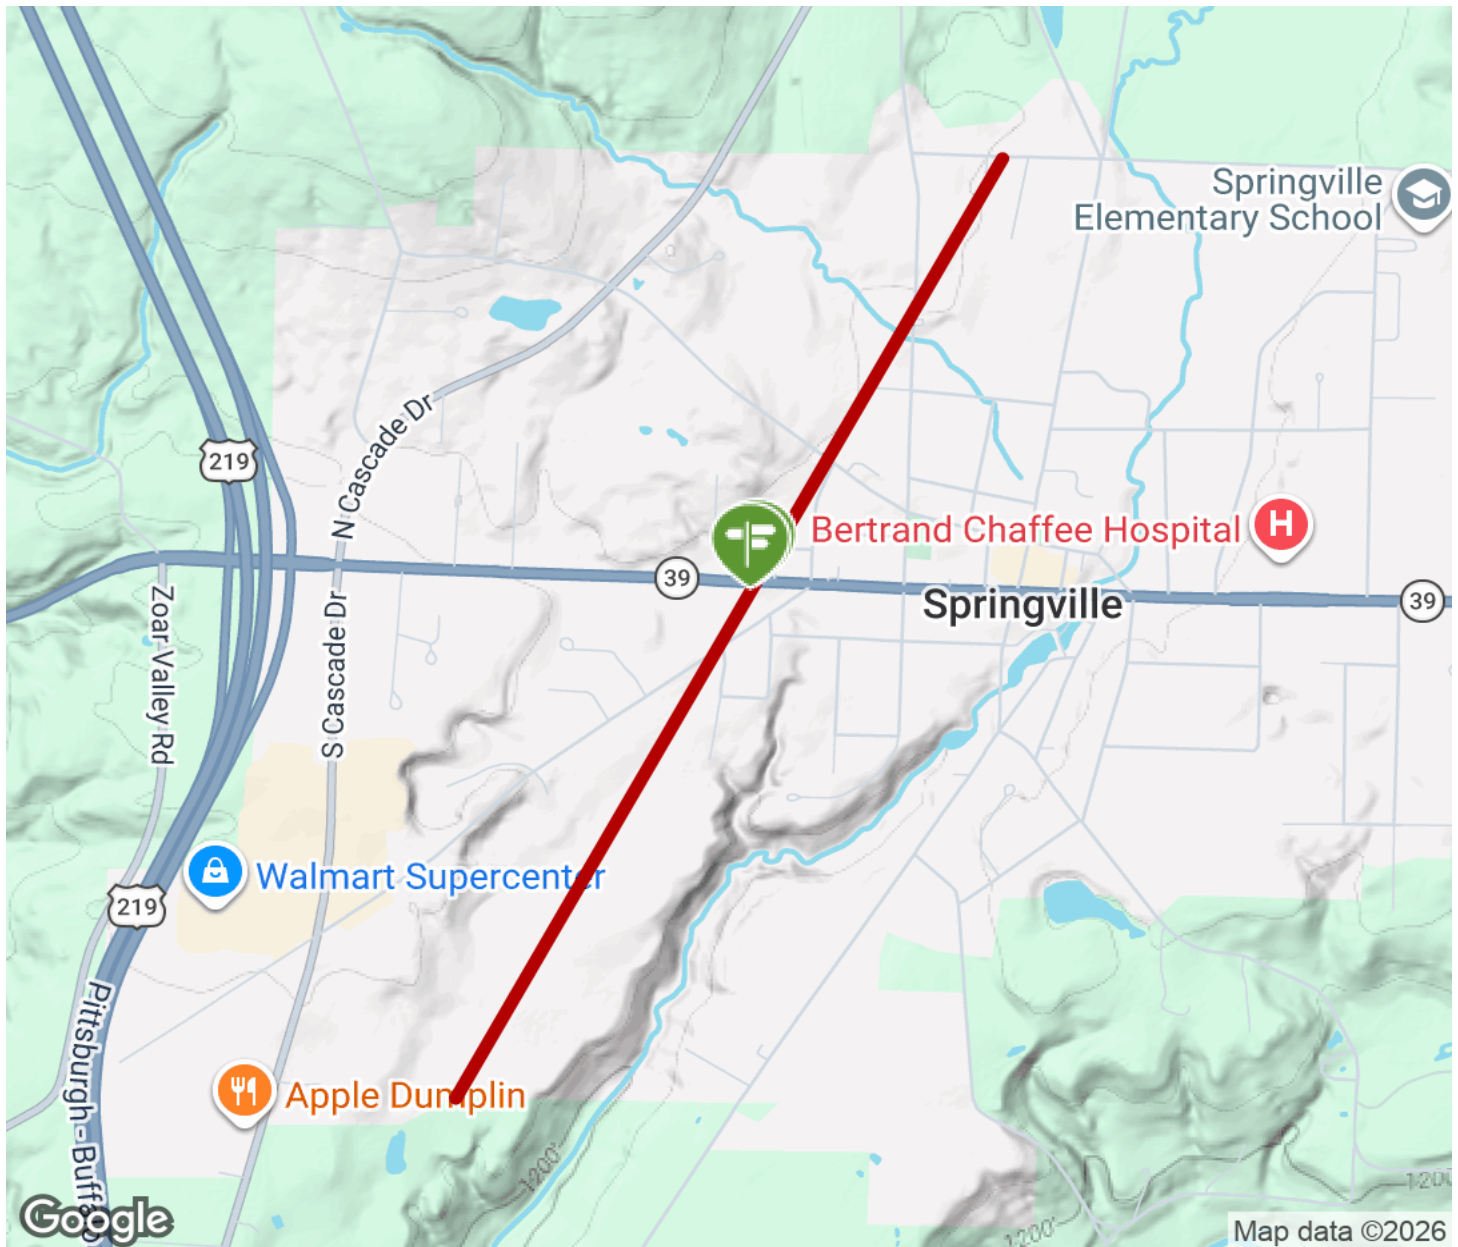 Springville
Elementary School
219
N Cascade Dr
Bertrand Chaffee Hospital
H
39
Springville
39
Zoar Valley Rd
S Cascade Dr
Walmart Supercenter
219
Pittsburgh - Buffalo
Apple Dumplin
1200'
1200'
1200'
Google
Map data ©2026